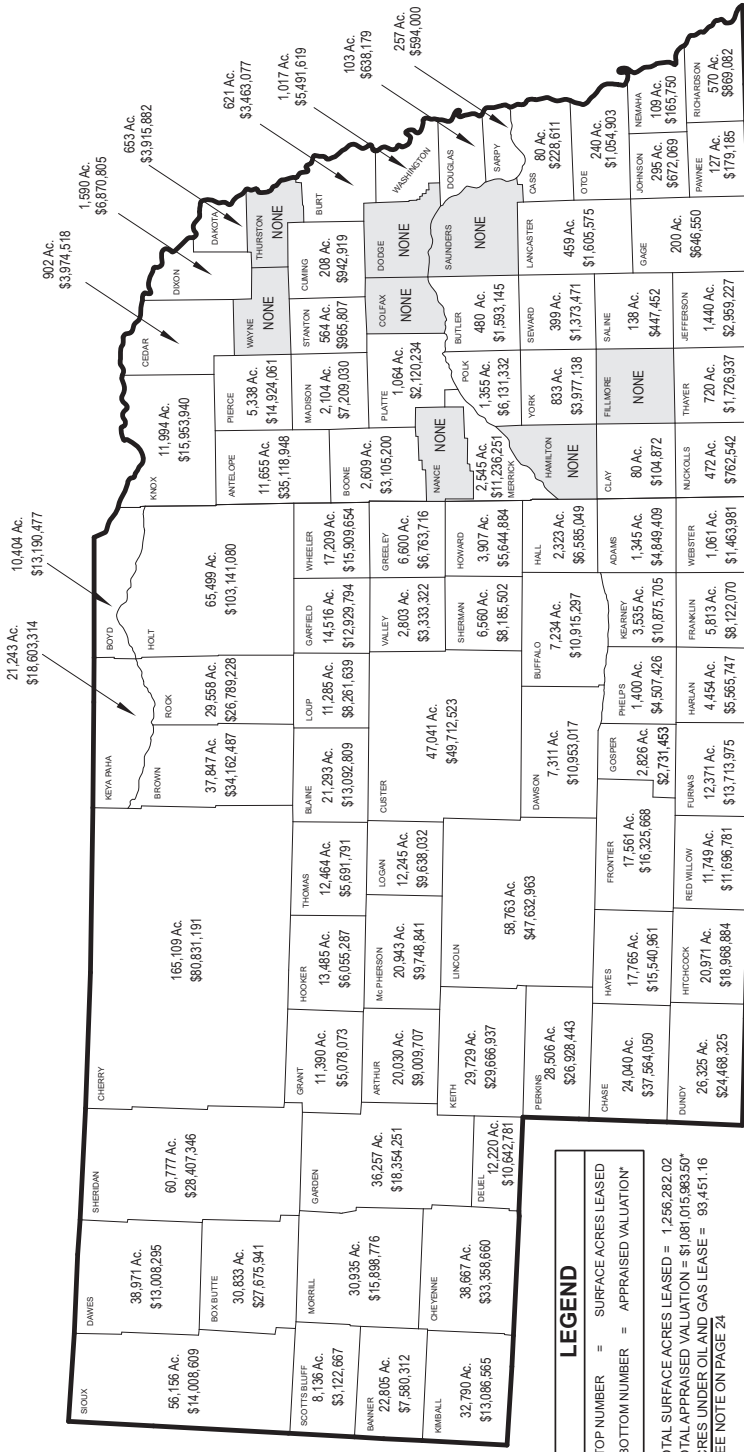 SIOUX
56,156 Ac.
$14,008,609
DAWES
38,971 Ac.
$13,008,295
BOX BUTTE
30,833 Ac.
$27,675,941
SHERIDAN
60,777 Ac.
$28,407,346
CHERRY
165,109 Ac.
$80,831,191
KEYA PAHA
21,243 Ac.
$18,603,314
BOYD
10,404 Ac.
$13,190,477
BROWN
37,847 Ac.
$34,162,487
ROCK
29,558 Ac.
$26,789,228
HOLT
65,499 Ac.
$103,141,080
KNOX
11,994 Ac.
$15,953,940
CEDAR
902 Ac.
$3,974,518
DIXON
1,590 Ac.
$6,870,805
DAKOTA
653 Ac.
$3,915,882
THURSTON
NONE
WAYNE
NONE
PIERCE
5,338 Ac.
$14,924,061
ANTELOPE
11,655 Ac.
$35,118,948
MADISON
2,104 Ac.
$7,209,030
STANTON
564 Ac.
$965,807
CUMING
208 Ac.
$942,919
BURT
621 Ac.
$3,463,077
WASHINGTON
1,017 Ac.
$5,491,619
DOUGLAS
103 Ac.
$638,179
SARPY
257 Ac.
$594,000
DODGE
NONE
COLFAX
NONE
SAUNDERS
NONE
PLATTE
1,064 Ac.
$2,120,234
BOONE
2,609 Ac.
$3,105,200
NANCE
NONE
2,545 Ac.
$11,236,251
MERRICK
POLK
1,355 Ac.
$6,131,332
BUTLER
480 Ac.
$1,593,145
SEWARD
399 Ac.
$1,373,471
YORK
833 Ac.
$3,977,138
HAMILTON
NONE
LANCASTER
459 Ac.
$1,605,575
CASS
80 Ac.
$228,611
OTOE
240 Ac.
$1,054,903
NEMAHA
109 Ac.
$165,750
JOHNSON
295 Ac.
$672,069
RICHARDSON
570 Ac.
$869,082
PAWNEE
127 Ac.
$179,185
GAGE
200 Ac.
$646,550
SALINE
138 Ac.
$447,452
JEFFERSON
1,440 Ac.
$2,959,227
FILLMORE
NONE
THAYER
720 Ac.
$1,726,937
CLAY
80 Ac.
$104,872
NUCKOLLS
472 Ac.
$762,542
ADAMS
1,345 Ac.
$4,849,409
WEBSTER
1,061 Ac.
$1,463,981
HALL
2,323 Ac.
$6,585,049
HOWARD
3,907 Ac.
$5,644,884
GREELEY
6,600 Ac.
$6,763,716
WHEELER
17,209 Ac.
$15,909,654
GARFIELD
14,516 Ac.
$12,929,794
VALLEY
2,803 Ac.
$3,333,322
SHERMAN
6,560 Ac.
$8,185,502
BUFFALO
7,234 Ac.
$10,915,297
KEARNEY
3,535 Ac.
$10,875,705
FRANKLIN
5,813 Ac.
$8,122,070
PHELPS
1,400 Ac.
$4,507,426
HARLAN
4,454 Ac.
$5,565,747
LOUP
11,285 Ac.
$8,261,639
BLAINE
21,293 Ac.
$13,092,809
CUSTER
47,041 Ac.
$49,712,523
DAWSON
7,311 Ac.
$10,953,017
GOSPER
2,826 Ac.
$2,731,453
FURNAS
12,371 Ac.
$13,713,975
THOMAS
12,464 Ac.
$5,691,791
LOGAN
12,245 Ac.
$9,638,032
HOOKER
13,485 Ac.
$6,055,287
McPHERSON
20,943 Ac.
$9,748,841
LINCOLN
58,763 Ac.
$47,632,963
FRONTIER
17,561 Ac.
$16,325,668
RED WILLOW
11,749 Ac.
$11,696,781
HAYES
17,765 Ac.
$15,540,961
HITCHCOCK
20,971 Ac.
$18,968,884
GRANT
11,390 Ac.
$5,078,073
ARTHUR
20,030 Ac.
$9,009,707
KEITH
29,729 Ac.
$29,666,937
PERKINS
28,506 Ac.
$26,928,443
CHASE
24,040 Ac.
$37,564,050
DUNDY
26,325 Ac.
$24,468,325
GARDEN
36,257 Ac.
$18,354,251
DEUEL
12,220 Ac.
$10,642,781
MORRILL
30,935 Ac.
$15,898,776
CHEYENNE
38,667 Ac.
$33,358,660
SCOTTS BLUFF
8,136 Ac.
$3,122,667
BANNER
22,805 Ac.
$7,580,312
KIMBALL
32,790 Ac.
$13,086,565
LEGEND
TOP NUMBER = SURFACE ACRES LEASED
BOTTOM NUMBER = APPRAISED VALUATION*
OTAL SURFACE ACRES LEASED = 1,256,282.02
OTAL APPRAISED VALUATION = $1,081,015,983.50*
CRES UNDER OIL AND GAS LEASE = 93,451.16
EE NOTE ON PAGE 24